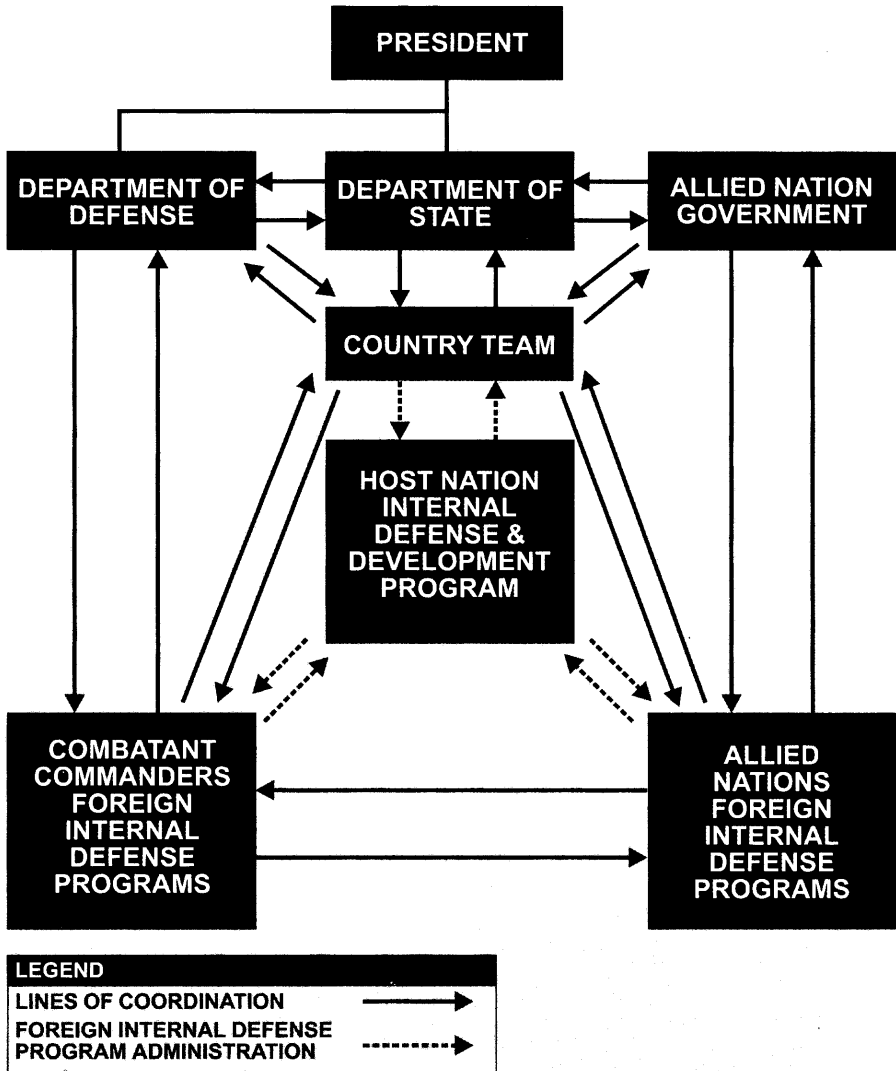 PRESIDENT
DEPARTMENT OF
DEFENSE
DEPARTMENT OF
STATE
ALLIED NATION
GOVERNMENT
COUNTRY TEAM
HOST NATION
INTERNAL
DEFENSE &
DEVELOPMENT
PROGRAM
COMBATANT
COMMANDERS
FOREIGN
INTERNAL
DEFENSE
PROGRAMS
ALLIED
NATIONS
FOREIGN
INTERNAL
DEFENSE
PROGRAMS
LEGEND
LINES OF COORDINATION
FOREIGN INTERNAL DEFENSE
PROGRAM ADMINISTRATION